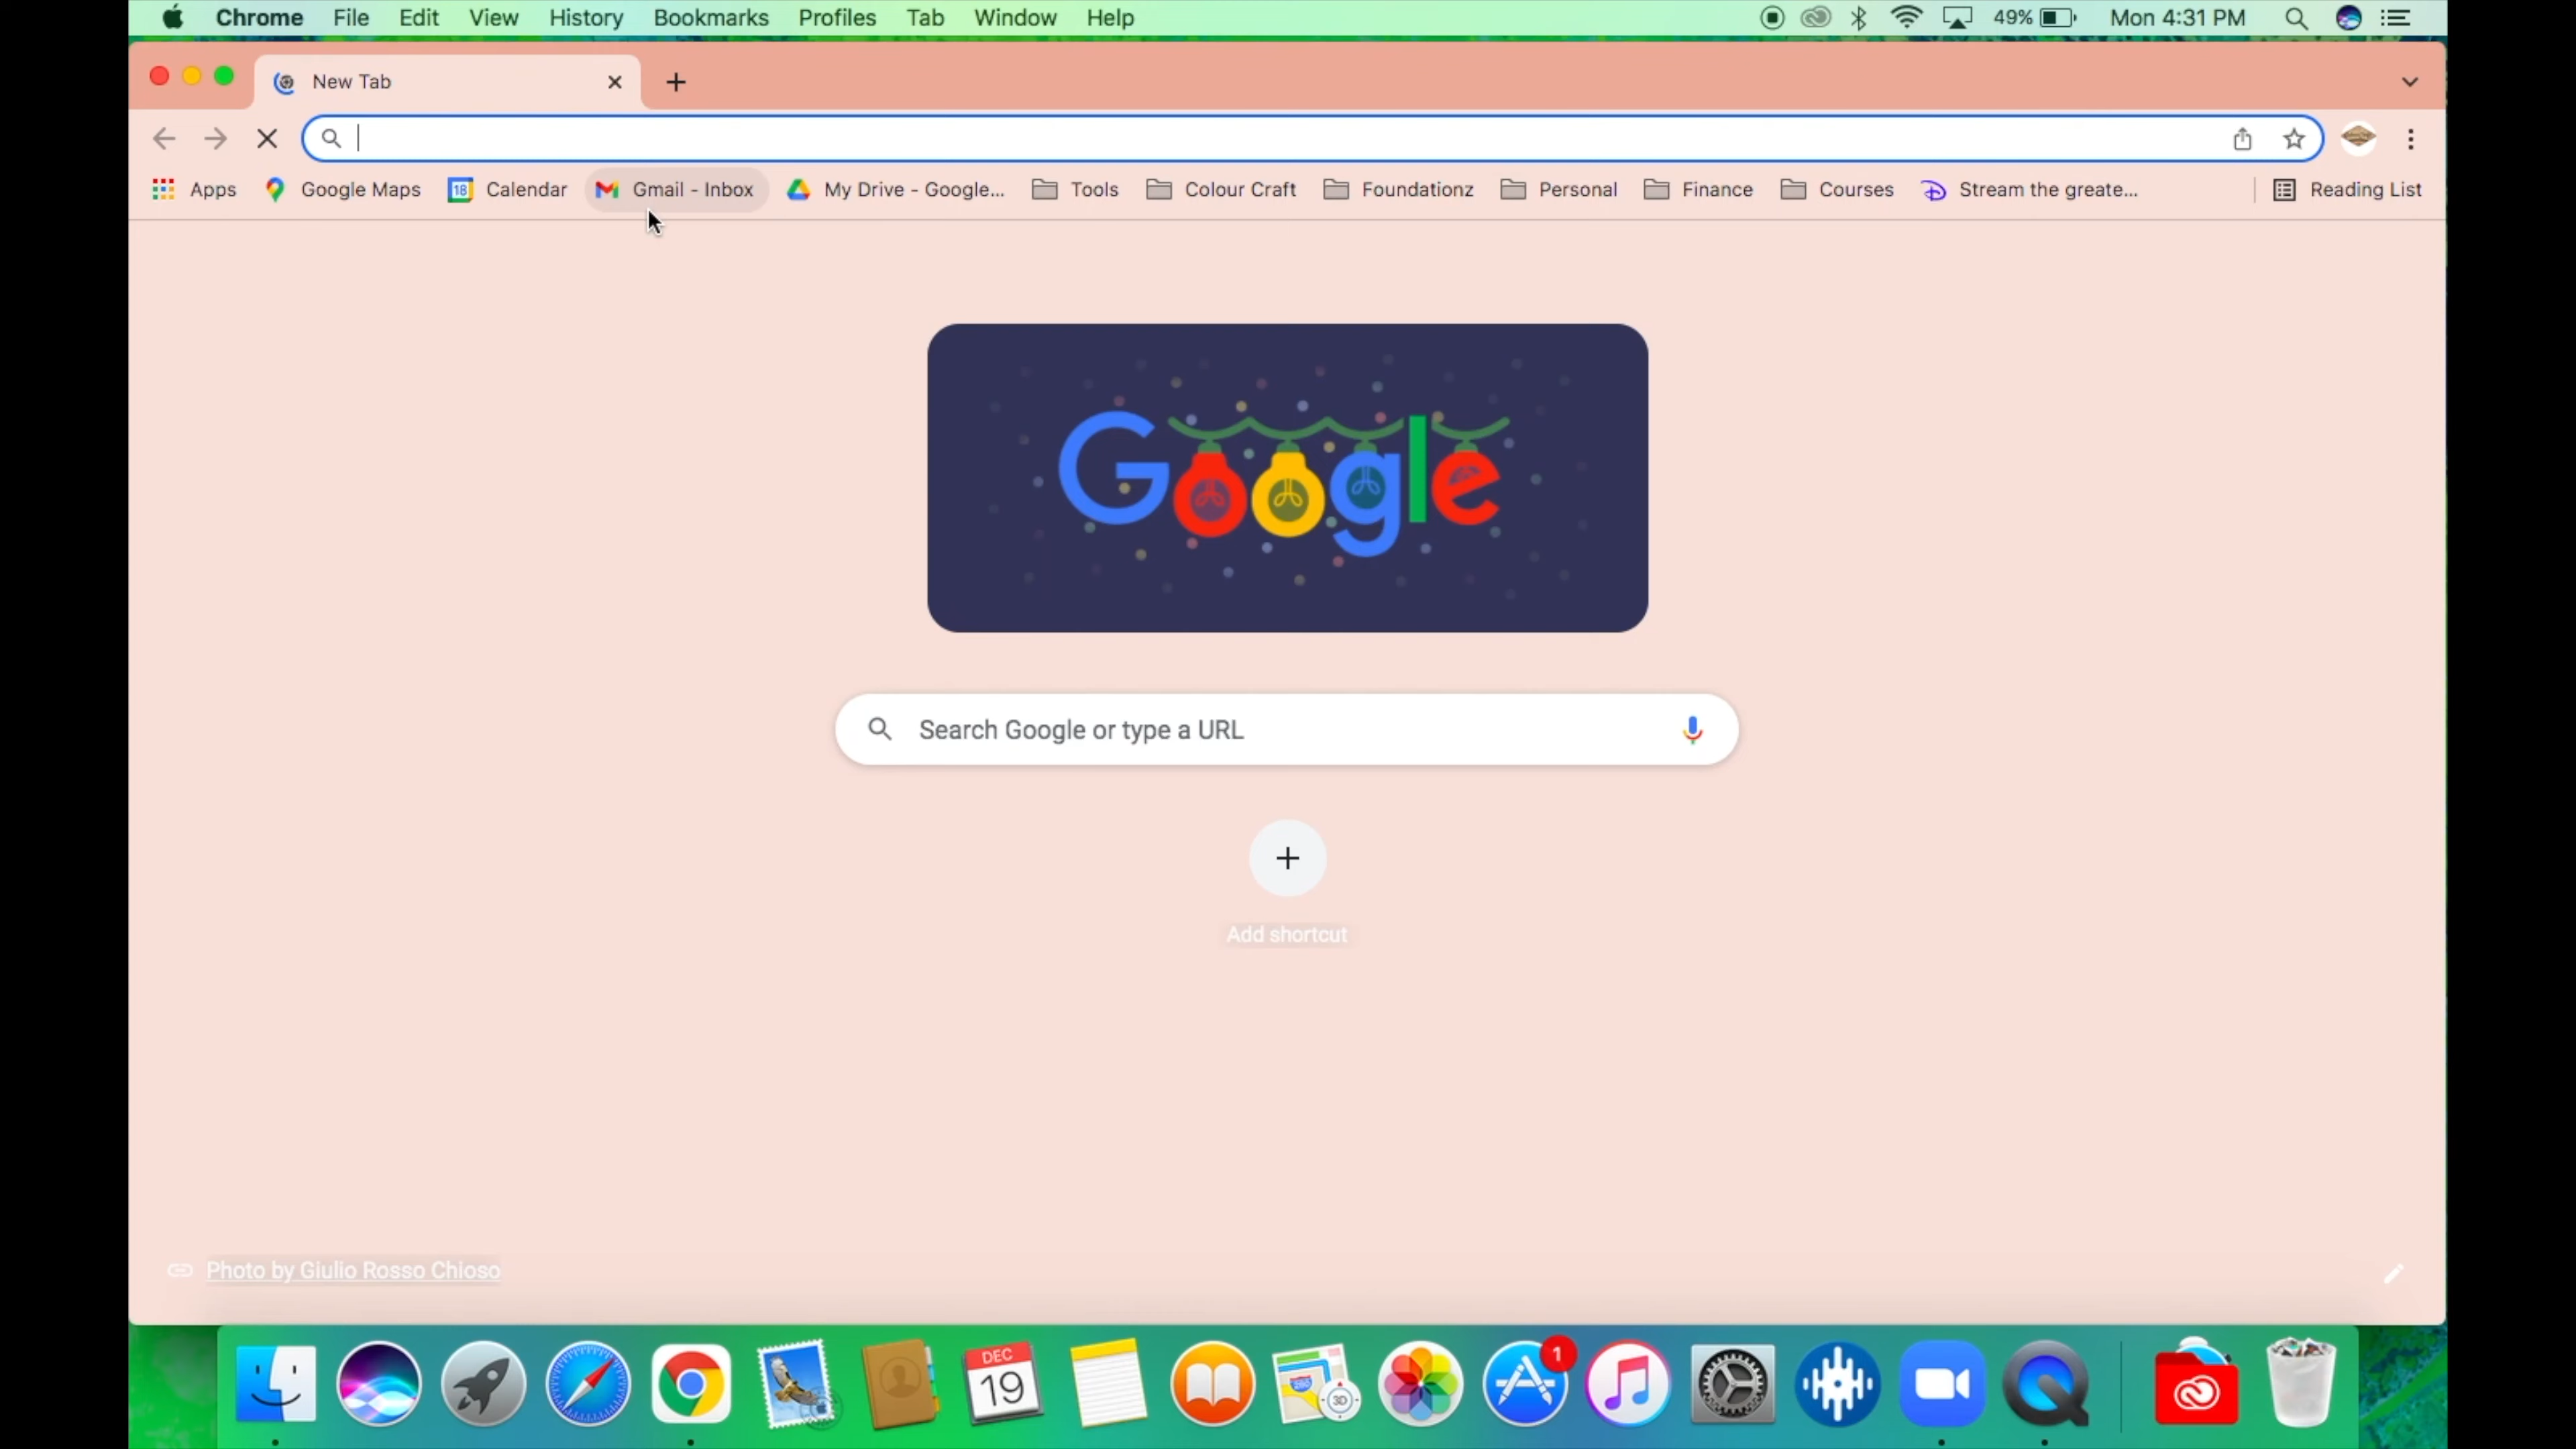 Chrome File Edit View History Bookmarks Profiles Tab Window Help 49% Mon 4:31 PM
New Tab
Apps Google Maps 18 Calendar Gmail - Inbox My Drive - Google... Tools Colour Craft Foundationz Personal Finance Courses Stream the greate... Reading List
Google
Search Google or type a URL
Add shortcut
Photo by Giulio Rosso Chioso
DEC 1
19 3D